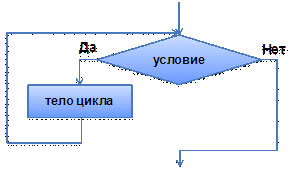 Да
Нет
условие
тело цикла